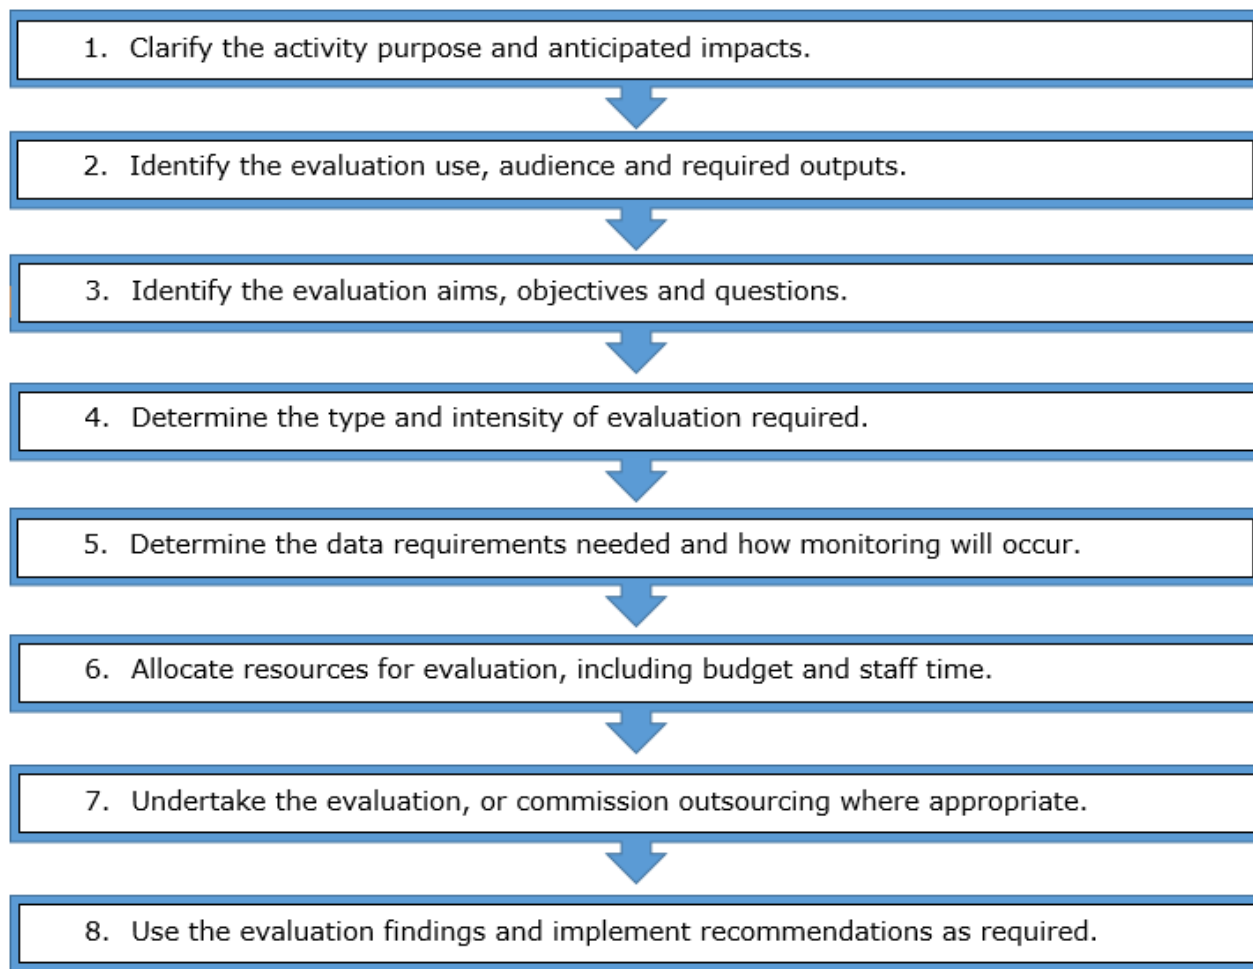 1. Clarify the activity purpose and anticipated impacts.
2. Identify the evaluation use, audience and required outputs.
3. Identify the evaluation aims, objectives and questions.
4. Determine the type and intensity of evaluation required.
5. Determine the data requirements needed and how monitoring will occur.
6. Allocate resources for evaluation, including budget and staff time.
7. Undertake the evaluation, or commission outsourcing where appropriate.
8. Use the evaluation findings and implement recommendations as required.